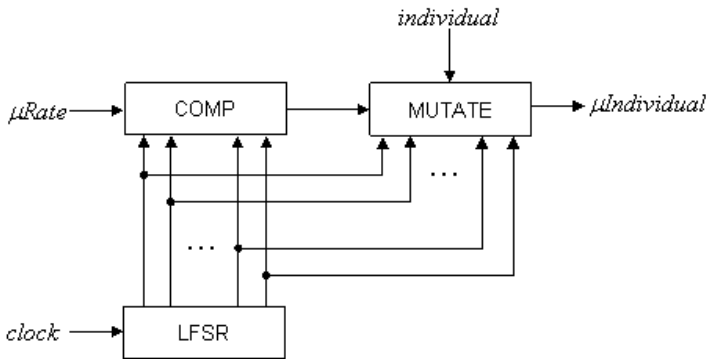 individual
μRate
COMP
MUTATE
μIndividual
...
...
clock
LFSR